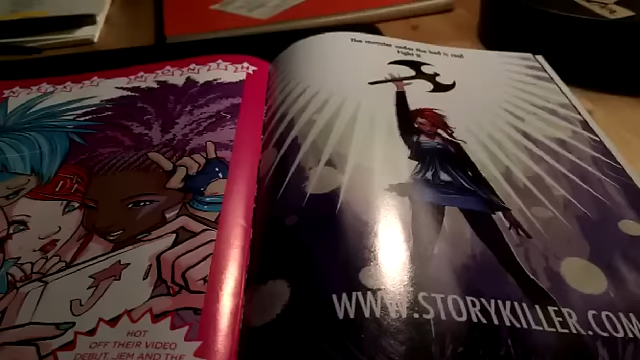 HOT
OFF THEIR VIDEO
DEBUT, JEM AND THE
The monster under the bed is real
Fight it
WWW.STORYKILLER.COM